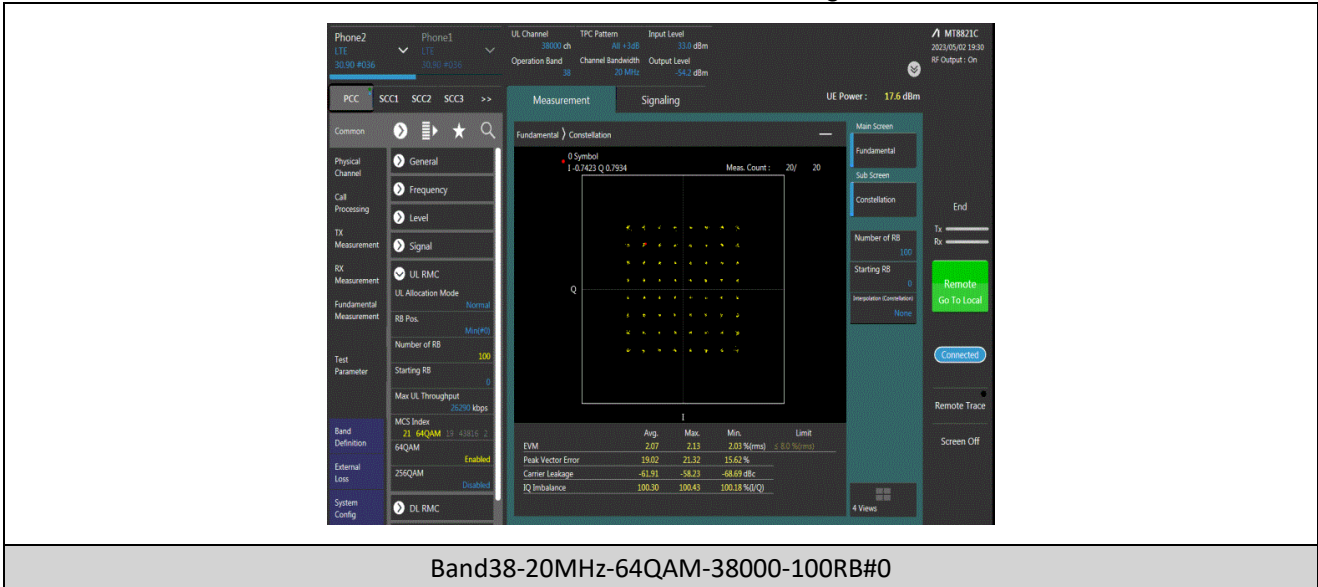 Phone2
LTE
30.90 #036
Phone1
LTE
30.90 #036
UL Channel
38000 ch
TPC Pattern
All +3dB
Input Level
33.0 dBm
Operation Band
38
Channel Bandwidth
20 MHz
Output Level
-54.2 dBm
MT8821C
2023/05/02 19:30
RF Output : On
PCC SCC1 SCC2 SCC3 >>
Measurement Signaling
UE Power : 17.6 dBm
Common
Physical
Channel
Call
Processing
TX
Measurement
RX
Measurement
Fundamental
Measurement
Test
Parameter
Band
Definition
External
Loss
System
Config
General
Frequency
Level
Signal
UL RMC
UL Allocation Mode
Normal
RB Pos.
Min(#0)
Number of RB
100
Starting RB
0
Max UL Throughput
26290 kbps
MCS Index
21 64QAM 19 43816 2
64QAM
Enabled
256QAM
Disabled
DL RMC
Fundamental > Constellation
0 Symbol
I -0.7423 Q 0.7934
Meas. Count : 20/ 20
Q
I
Avg. Max. Min. Limit
EVM 2.07 2.13 2.03 %(rms) ≤ 8.0 %(rms)
Peak Vector Error 19.02 21.32 15.62 %
Carrier Leakage -61.91 -58.23 -68.69 dBc
IQ Imbalance 100.30 100.43 100.18 %(I/Q)
Main Screen
Fundamental
Sub Screen
Constellation
Number of RB
100
Starting RB
0
Interpolation (Constellation)
None
4 Views
End
Tx
Rx
Remote
Go To Local
Connected
Remote Trace
Screen Off
Band38-20MHz-64QAM-38000-100RB#0